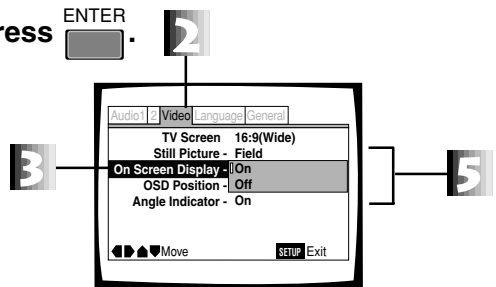 ENTER
ress .
2
Audio1 2 Video Language General
TV Screen 16:9(Wide)
Still Picture - Field
3
On Screen Display - On
5
OSD Position - Off
Angle Indicator - On
Move SETUP Exit